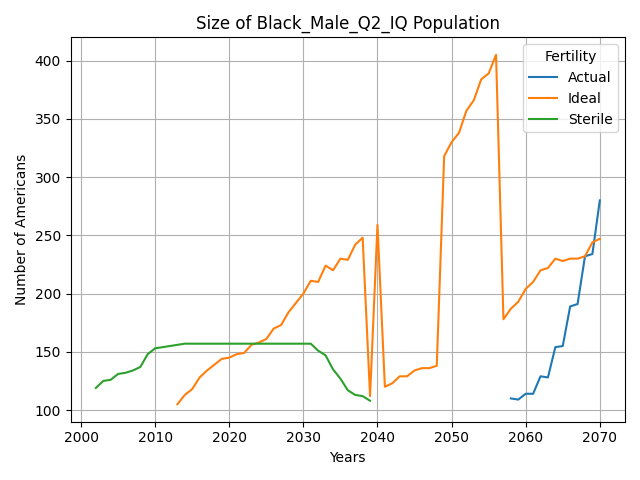 Size of Black_Male_Q2_IQ Population
Number of Americans
400
350
300
250
200
150
100
Fertility
Actual
Ideal
Sterile
2000 2010 2020 2030 2040 2050 2060 2070
Years